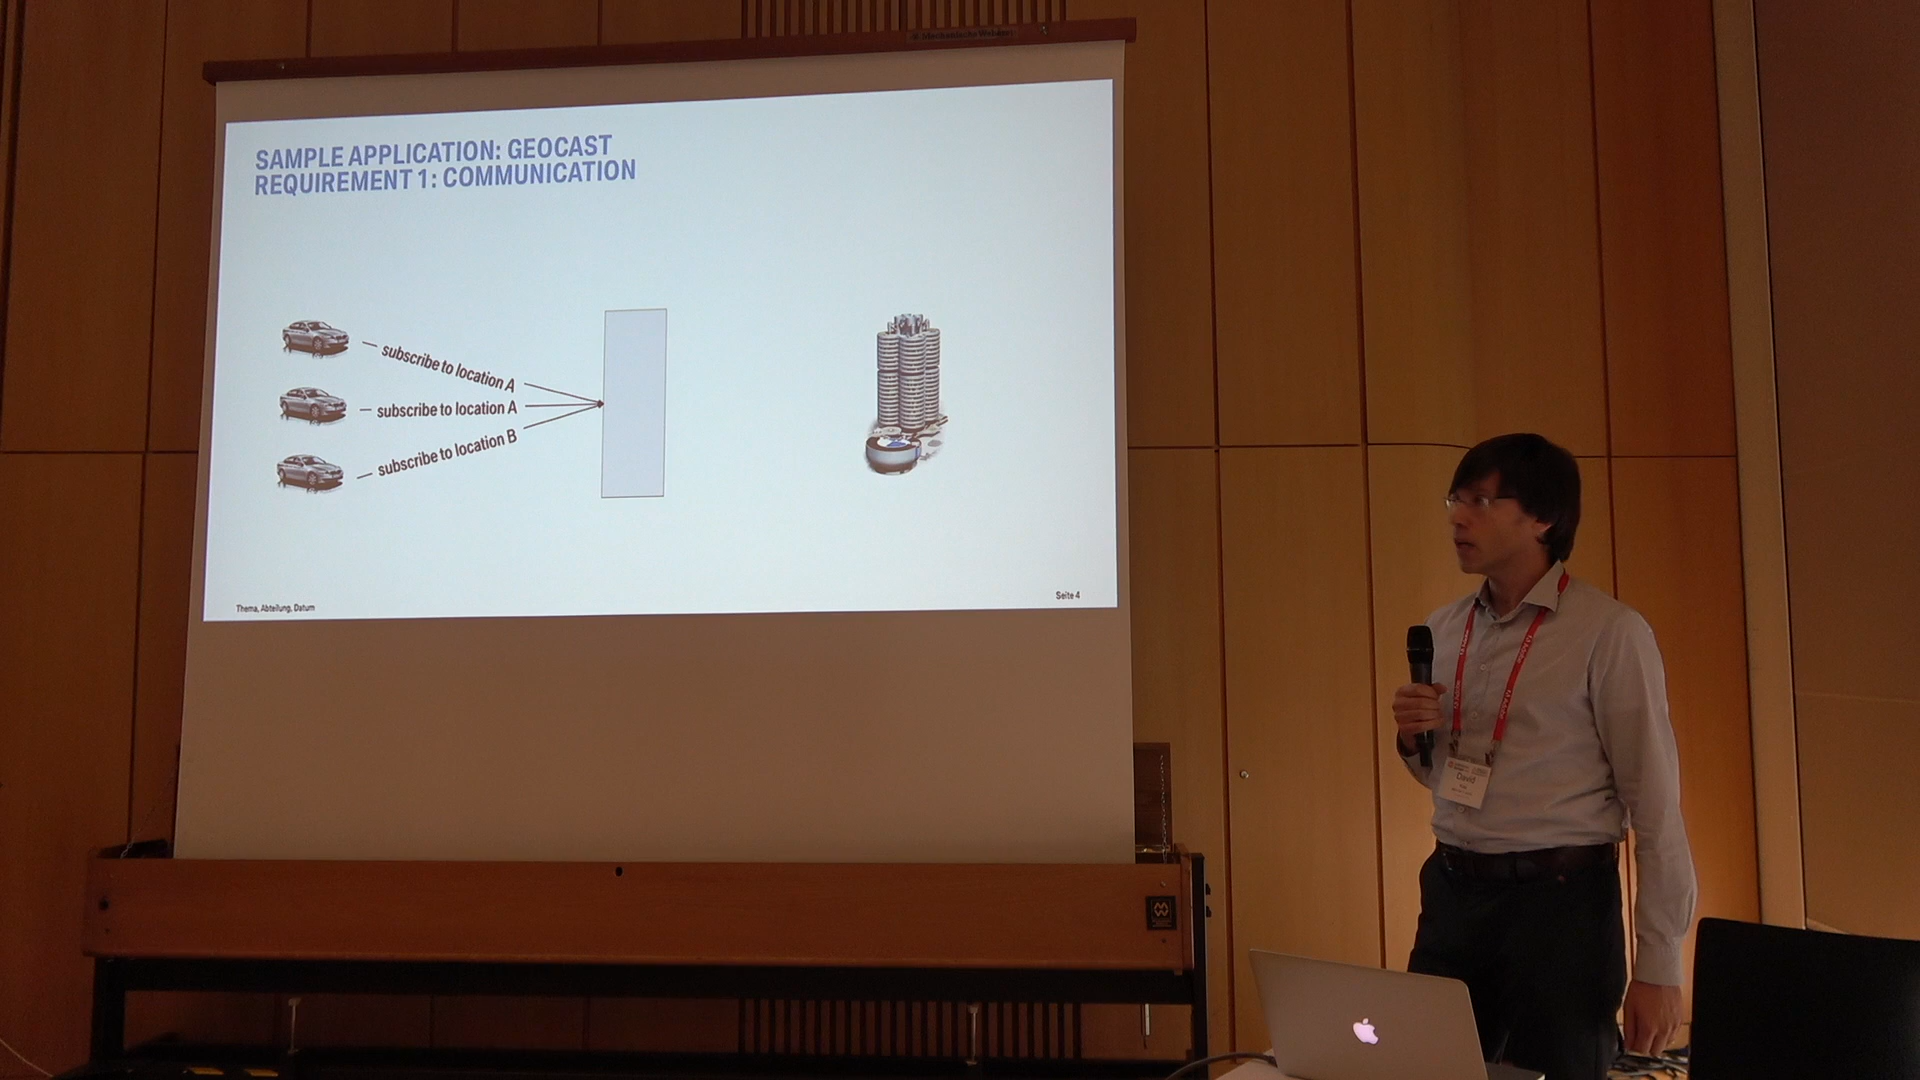 SAMPLE APPLICATION: GEOCAST
REQUIREMENT 1: COMMUNICATION
subscribe to location A
subscribe to location A
subscribe to location B
Thema, Abteilung, Datum
Seite 4
David